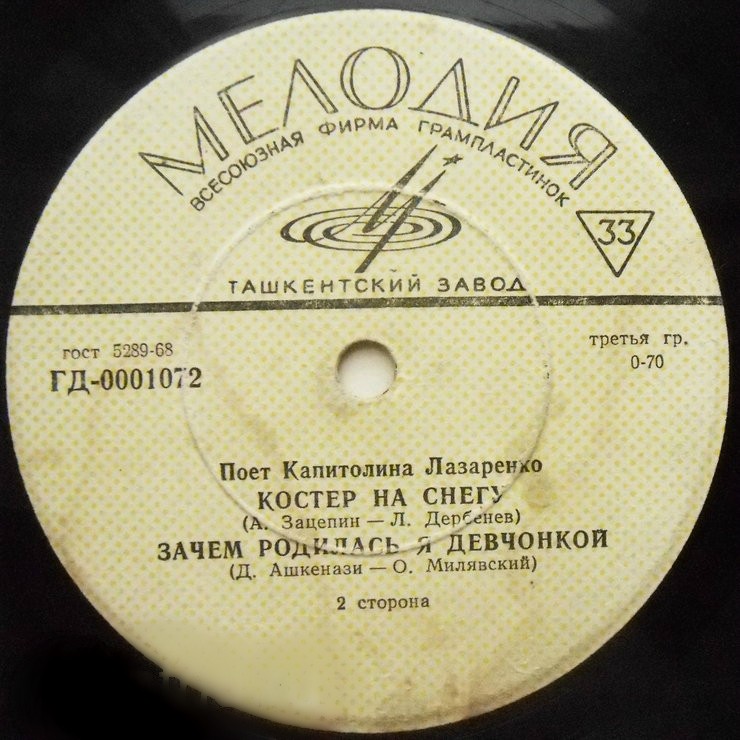 МЕЛОДИЯ
ВСЕСОЮЗНАЯ ФИРМА ГРАМПЛАСТИНОК
33
ТАШКЕНТСКИЙ ЗАВОД
гост 5289-68
третья гр.
ГД-0001072
0-70
Поет Капитолина Лазаренко
КОСТЕР НА СНЕГУ
(А. Зацепин — Л. Дербенев)
ЗАЧЕМ РОДИЛАСЬ Я ДЕВЧОНКОЙ
(Д. Ашкенази — О. Милявский)
2 сторона